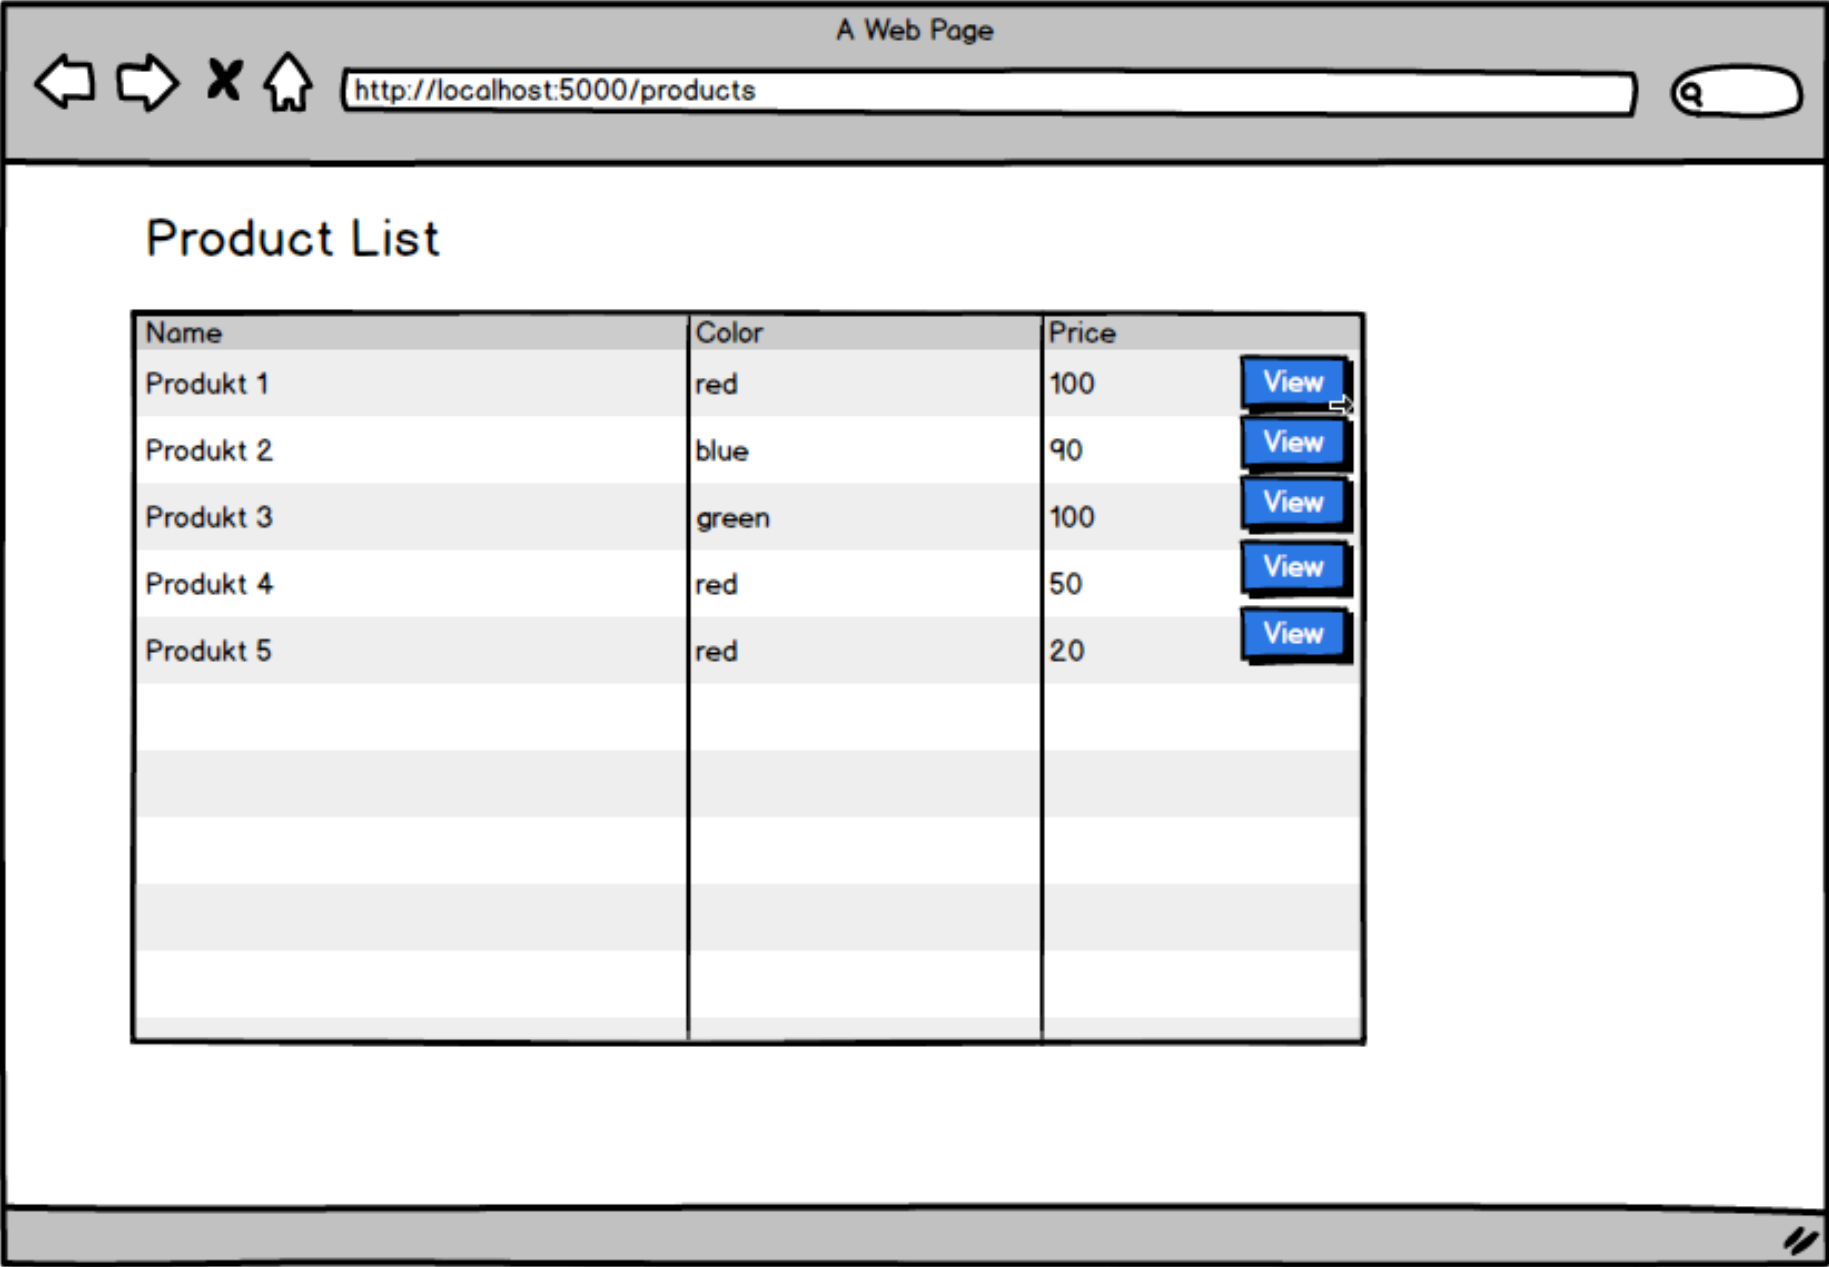 A Web Page
http://localhost:5000/products
Product List
Name Color Price
Produkt 1 red 100 View
Produkt 2 blue 90 View
Produkt 3 green 100 View
Produkt 4 red 50 View
Produkt 5 red 20 View